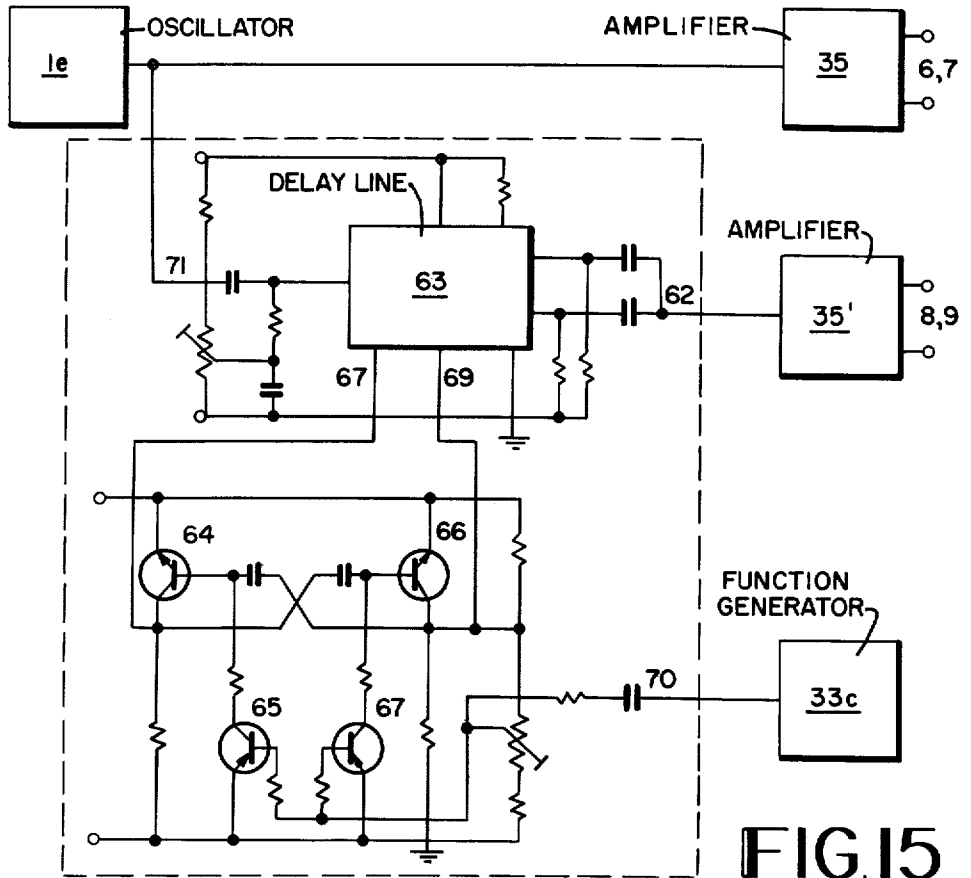 OSCILLATOR
1e
AMPLIFIER
35
6,7
DELAY LINE
63
71
62
67
69
AMPLIFIER
35'
8,9
64
66
FUNCTION
GENERATOR
65
67
70
33c
FIG.15